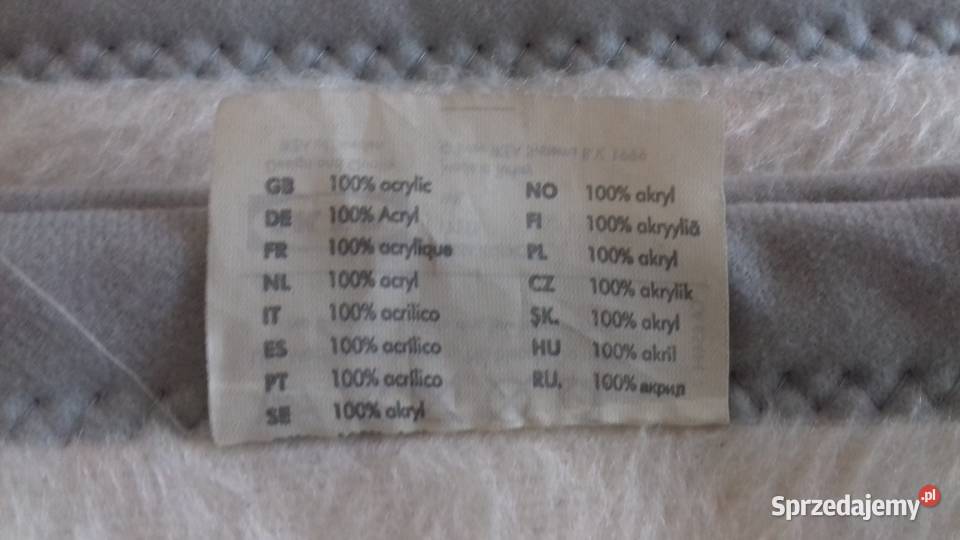 GB 100% acrylic
DE 100% Acryl
FR 100% acrylique
NL 100% acryl
IT 100% acrilico
ES 100% acrílico
PT 100% acrílico
SE 100% akryl
NO 100% akryl
FI 100% akryyliä
PL 100% akryl
CZ 100% akrylik
SK. 100% akryl
HU 100% akril
RU. 100% акрил
Sprzedajemy.pl